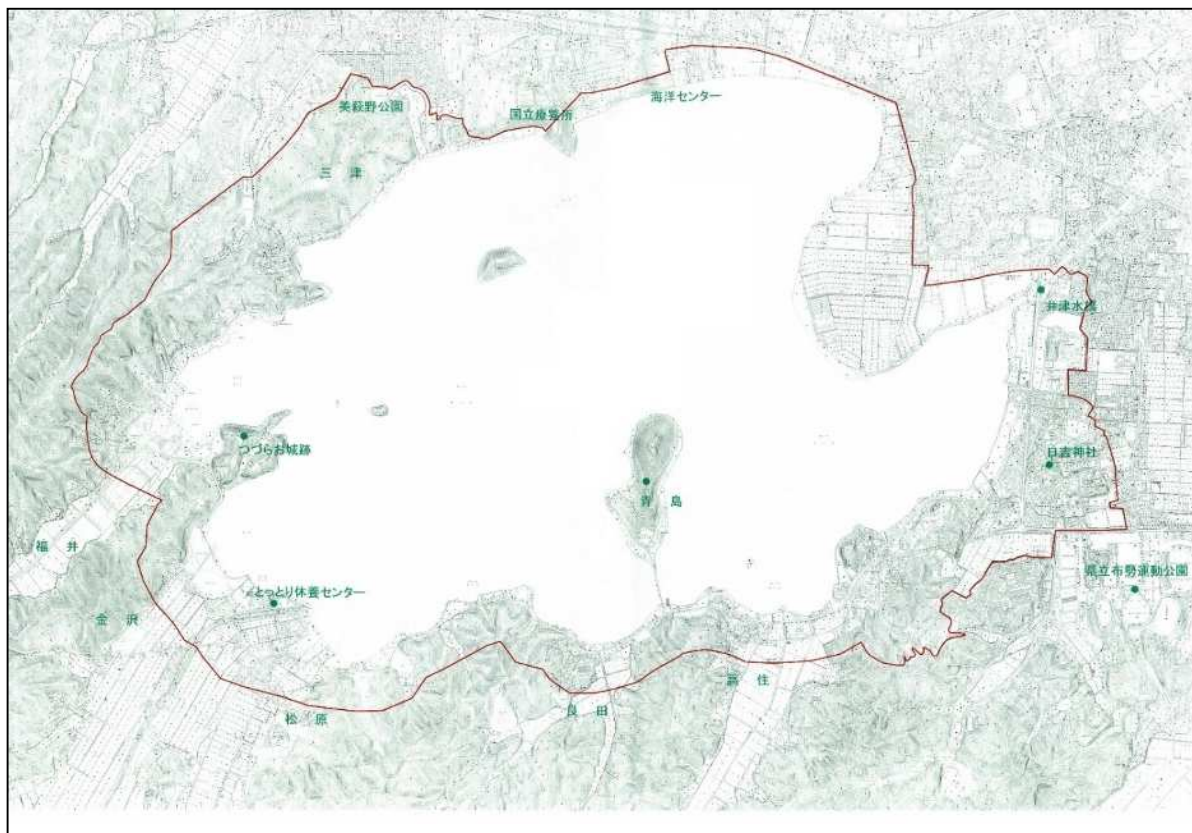 美萩野公園
国立療養所
海洋センター
三 津
弁津水橋
つづらお城跡
日吉神社
青 島
福 井
県立布勢運動公園
とっとり休養センター
金 沢
高 住
良 田
松 原